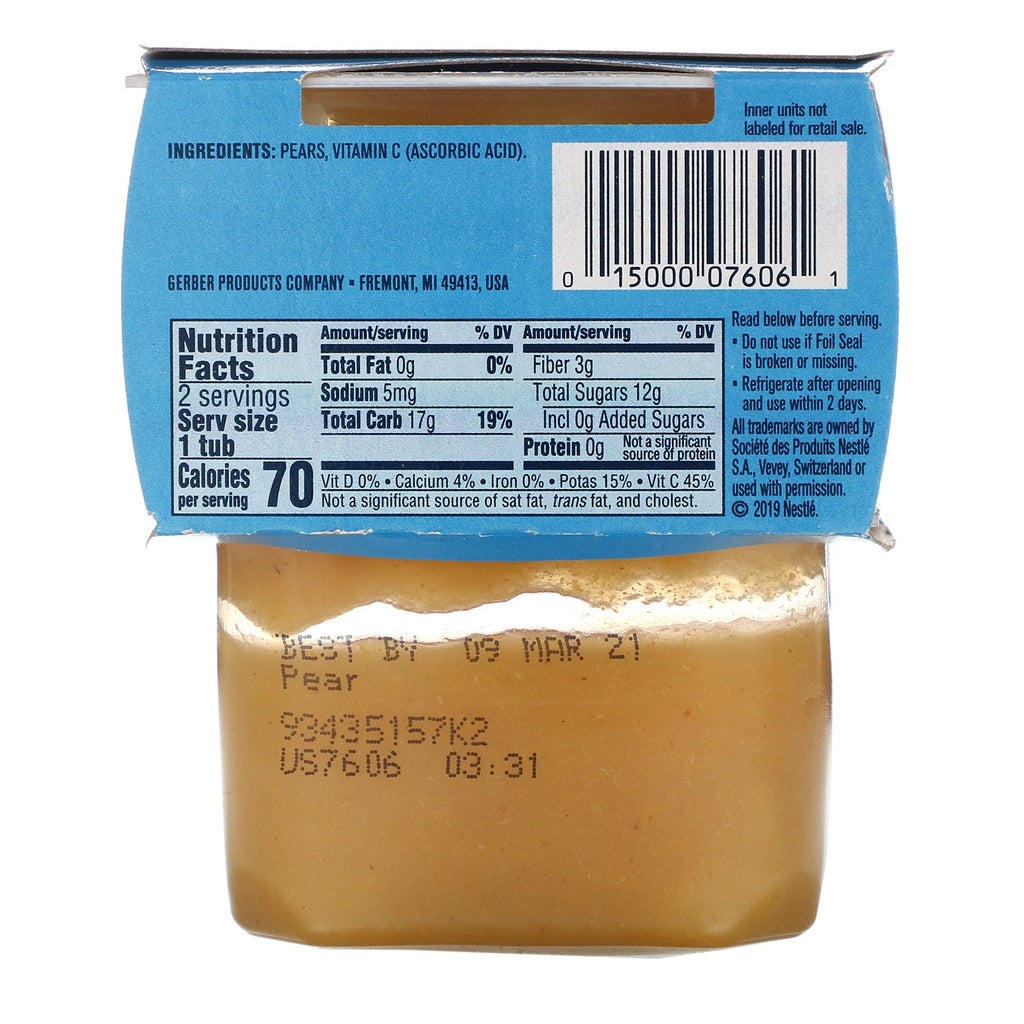 Inner units not
labeled for retail sale.
INGREDIENTS: PEARS, VITAMIN C (ASCORBIC ACID).
0 15000 07606 1
GERBER PRODUCTS COMPANY ▪ FREMONT, MI 49413, USA
Nutrition
Facts
2 servings
Serv size
1 tub
Calories
per serving 70
Amount/serving % DV
Total Fat 0g 0%
Sodium 5mg
Total Carb 17g 19%
Amount/serving % DV
Fiber 3g
Total Sugars 12g
Incl 0g Added Sugars
Protein 0g Not a significant
source of protein
Vit D 0% • Calcium 4% • Iron 0% • Potas 15% • Vit C 45%
Not a significant source of sat fat, trans fat, and cholest.
Read below before serving.
• Do not use if Foil Seal
is broken or missing.
• Refrigerate after opening
and use within 2 days.
All trademarks are owned by
Société des Produits Nestlé
S.A., Vevey, Switzerland or
used with permission.
© 2019 Nestlé.
BEST BY 09 MAR 21
Pear
93435157K2
US7606 03:31